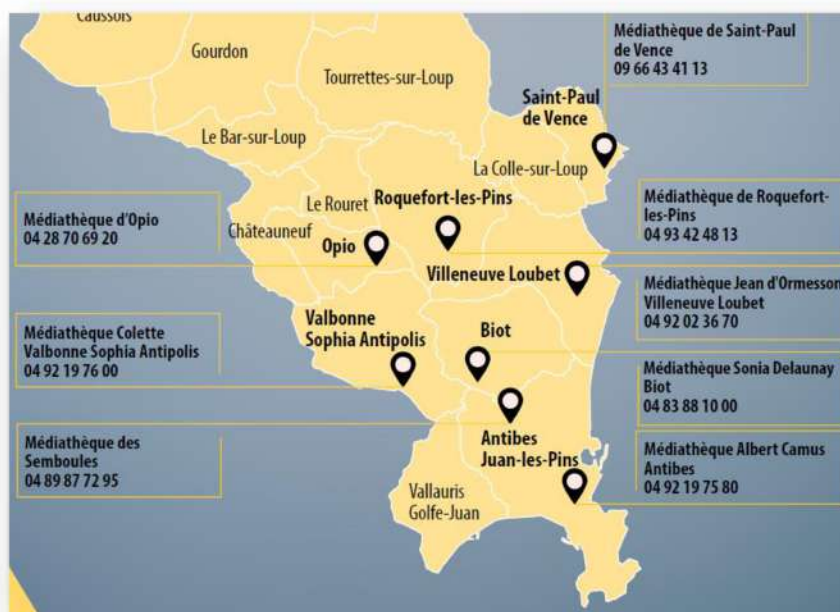 Caussols
Gourdon
Tourrettes-sur-Loup
Le Bar-sur-Loup
Saint-Paul
de Vence
La Colle-sur-Loup
Le Rouret
Roquefort-les-Pins
Châteauneuf
Opio
Villeneuve Loubet
Valbonne
Sophia Antipolis
Biot
Antibes
Juan-les-Pins
Vallauris
Golfe-Juan
Médiathèque de Saint-Paul
de Vence
09 66 43 41 13
Médiathèque d'Opio
04 28 70 69 20
Médiathèque de Roquefort-
les-Pins
04 93 42 48 13
Médiathèque Jean d'Ormesson
Villeneuve Loubet
04 92 02 36 70
Médiathèque Colette
Valbonne Sophia Antipolis
04 92 19 76 00
Médiathèque Sonia Delaunay
Biot
04 83 88 10 00
Médiathèque des
Semboules
04 89 87 72 95
Médiathèque Albert Camus
Antibes
04 92 19 75 80